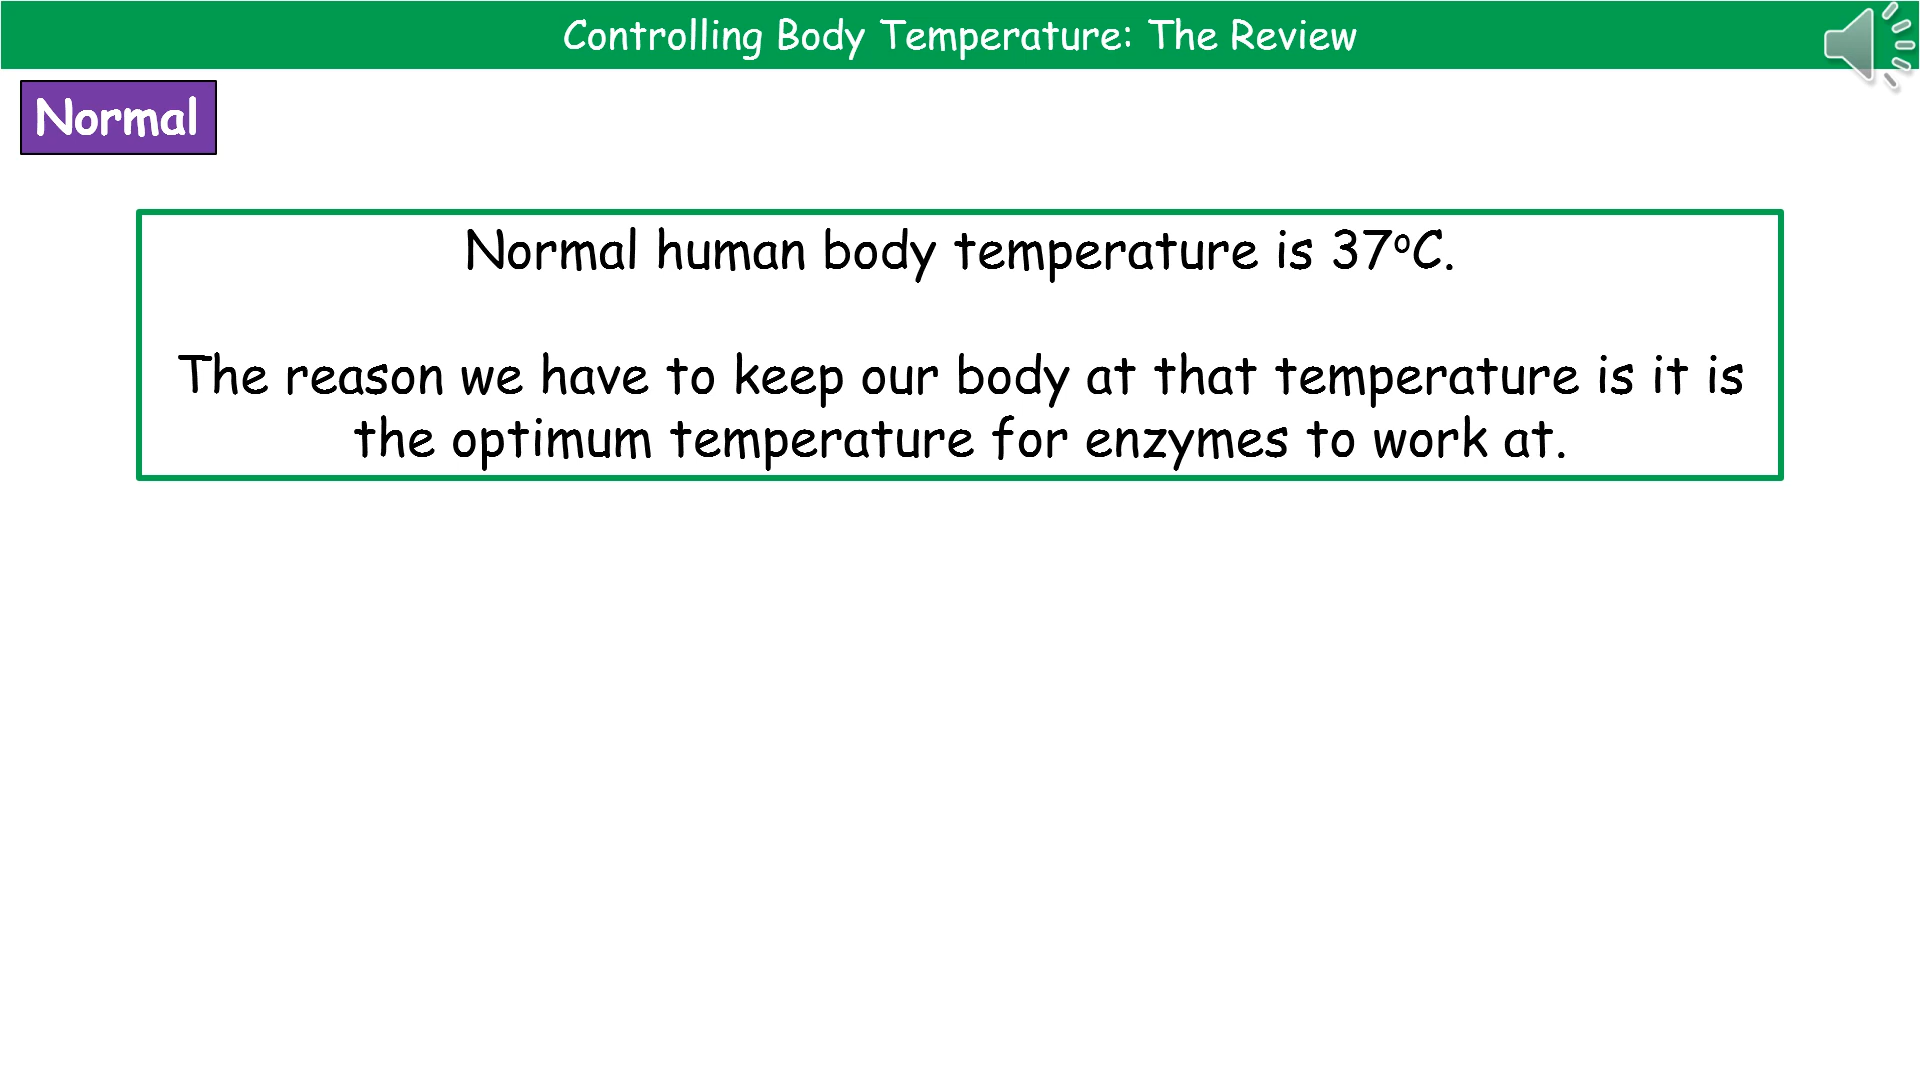 Controlling Body Temperature: The Review
Normal
Normal human body temperature is 37ºC.
The reason we have to keep our body at that temperature is it is
the optimum temperature for enzymes to work at.